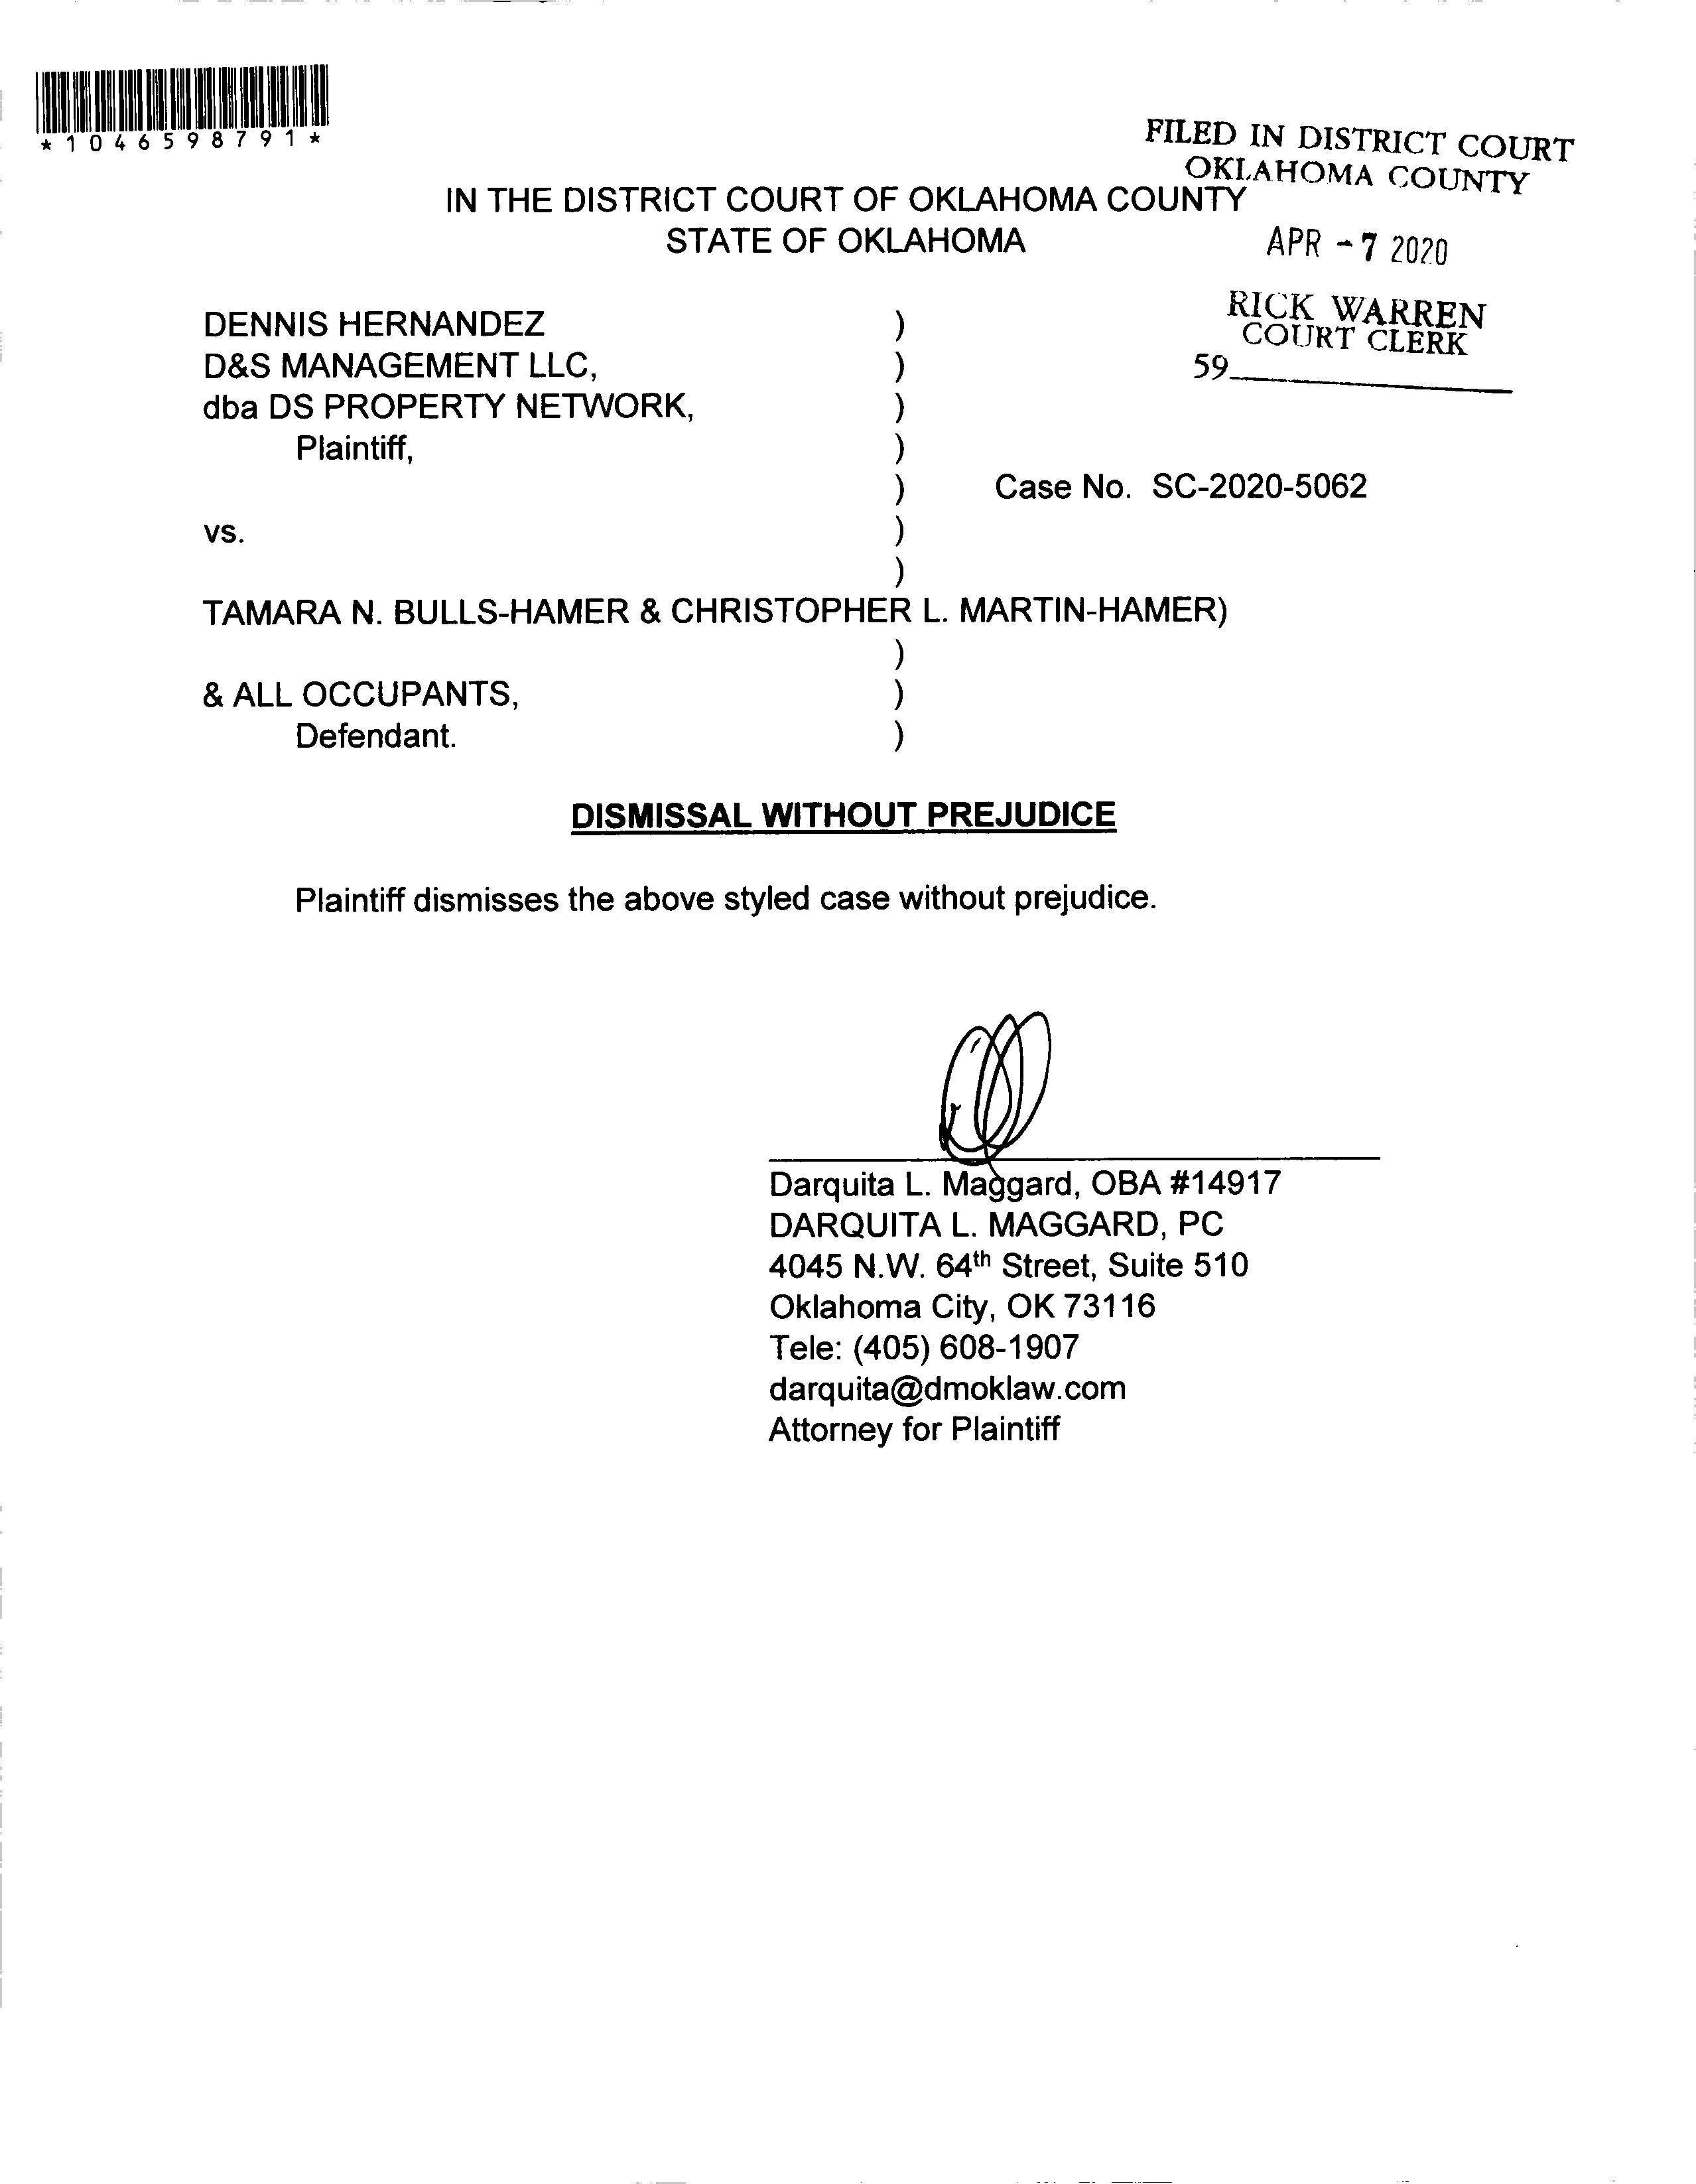 *1046598791*
FILED IN DISTRICT COURT
OKLAHOMA COUNTY
IN THE DISTRICT COURT OF OKLAHOMA COUNTY
STATE OF OKLAHOMA
APR -7 2020
RICK WARREN
COURT CLERK
59
DENNIS HERNANDEZ )
D&S MANAGEMENT LLC, )
dba DS PROPERTY NETWORK, )
Plaintiff, )
) Case No. SC-2020-5062
vs. )
)
TAMARA N. BULLS-HAMER & CHRISTOPHER L. MARTIN-HAMER)
)
& ALL OCCUPANTS, )
Defendant. )
DISMISSAL WITHOUT PREJUDICE
Plaintiff dismisses the above styled case without prejudice.
Darquita L. Maggard, OBA #14917
DARQUITA L. MAGGARD, PC
4045 N.W. 64th Street, Suite 510
Oklahoma City, OK 73116
Tele: (405) 608-1907
darquita@dmoklaw.com
Attorney for Plaintiff